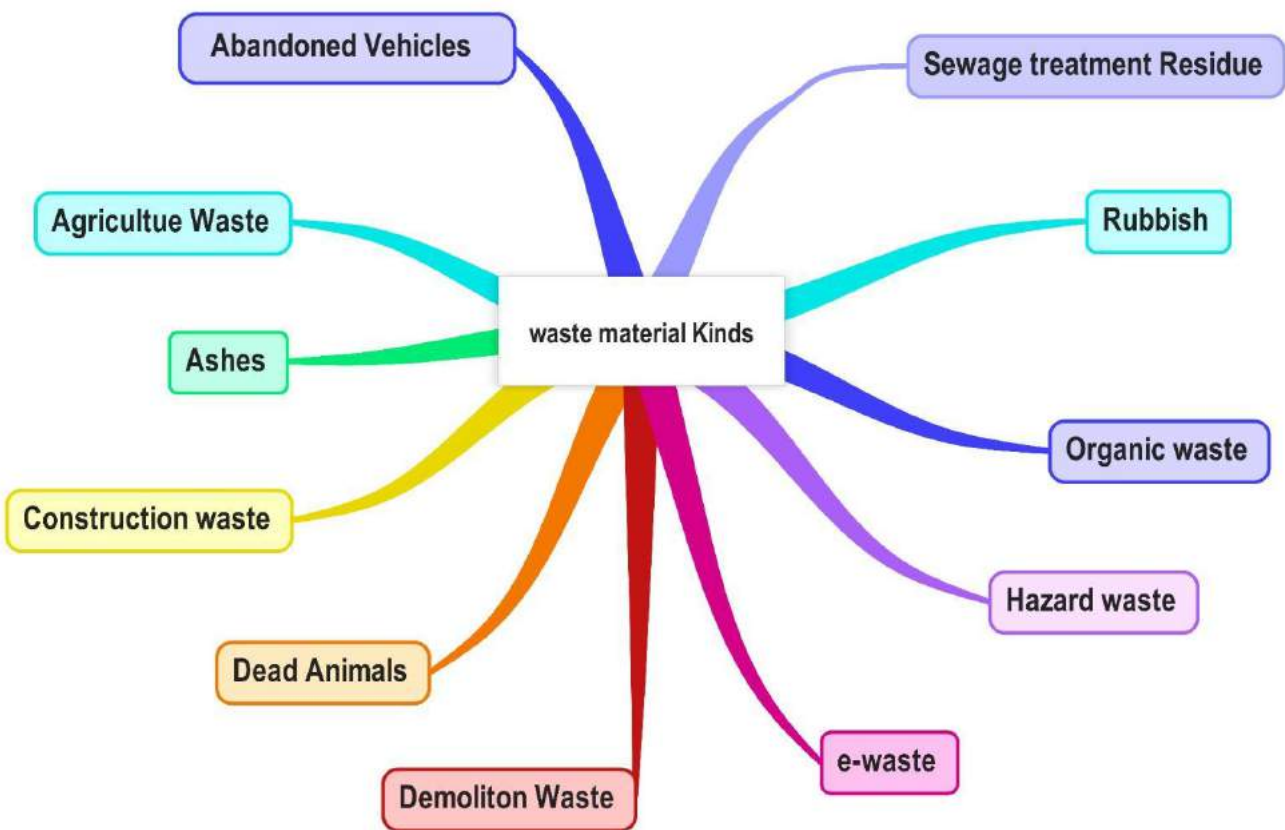 Abandoned Vehicles
Sewage treatment Residue
Agricultue Waste
Rubbish
waste material Kinds
Ashes
Organic waste
Construction waste
Hazard waste
Dead Animals
e-waste
Demoliton Waste